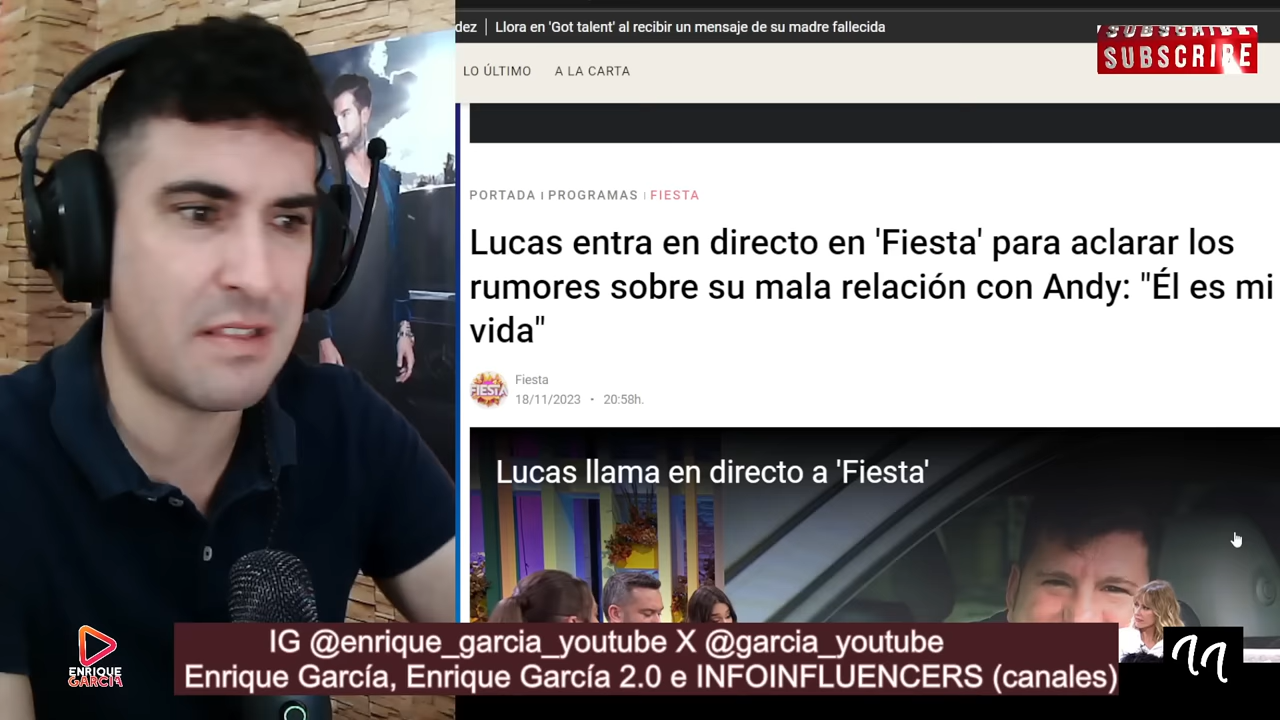 dez | Llora en 'Got talent' al recibir un mensaje de su madre fallecida
SUBSCRIBE
SUBSCRIBE
LO ÚLTIMO A LA CARTA
PORTADA | PROGRAMAS | FIESTA
Lucas entra en directo en 'Fiesta' para aclarar los
rumores sobre su mala relación con Andy: "Él es mi
vida"
FIESTA
Fiesta
18/11/2023 • 20:58h.
Lucas llama en directo a 'Fiesta'
IG @enrique_garcia_youtube X @garcia_youtube
Enrique García, Enrique García 2.0 e INFOINFLUENCERS (canales)
ENRIQUE
GARCÍA